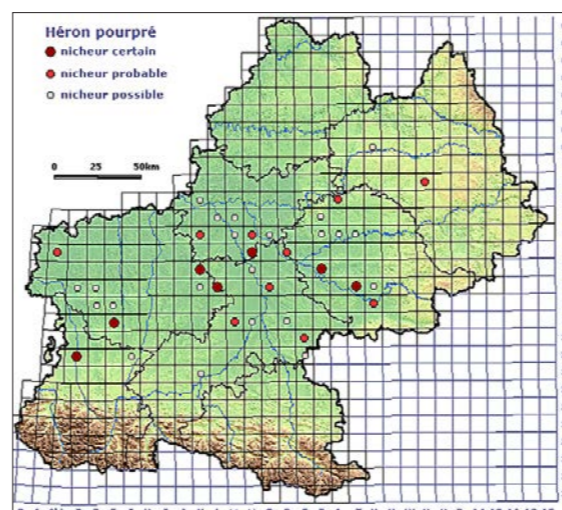 Héron pourpré
nicheur certain
nicheur probable
nicheur possible
0 25 50km